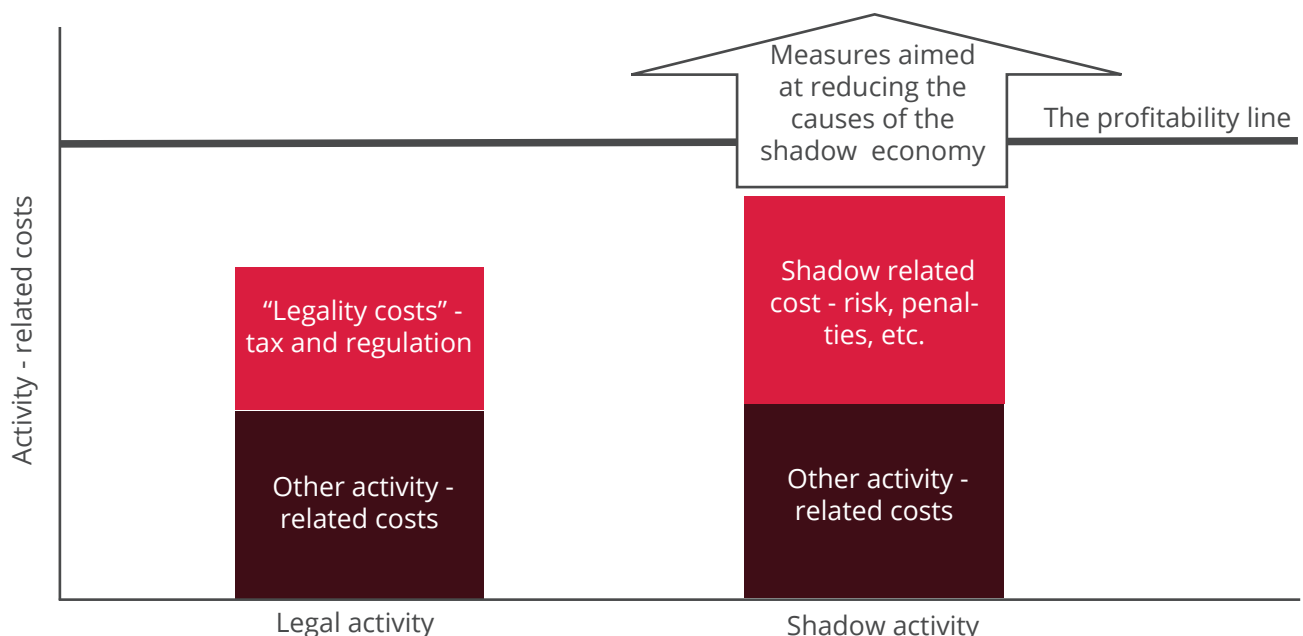 Measures aimed
at reducing the
causes of the
shadow economy
The profitability line
Activity - related costs
“Legality costs” -
tax and regulation
Shadow related
cost - risk, penal-
ties, etc.
Other activity -
related costs
Other activity -
related costs
Legal activity
Shadow activity